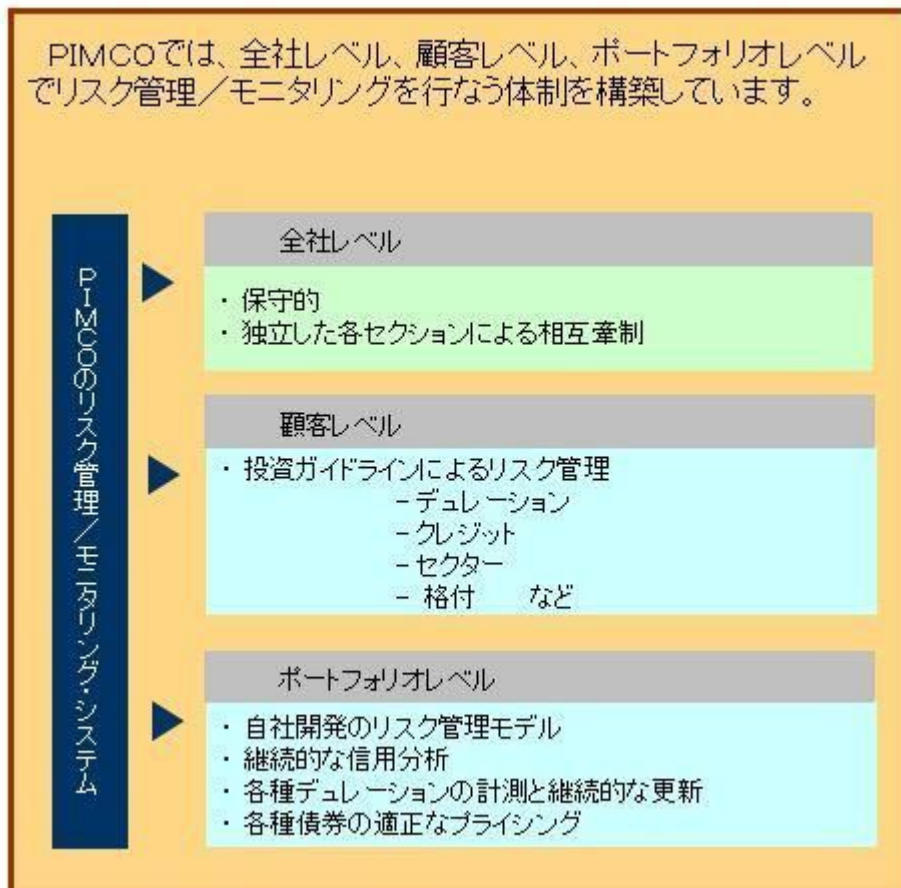 PIMCOでは、全社レベル、顧客レベル、ポートフォリオレベル
でリスク管理／モニタリングを行なう体制を構築しています。
PIMCOのリスク管理／モニタリング・システム
全社レベル
・ 保守的
・ 独立した各セクションによる相互牽制
顧客レベル
・ 投資ガイドラインによるリスク管理
－デュレーション
－クレジット
－セクター
－ 格付　　など
ポートフォリオレベル
・ 自社開発のリスク管理モデル
・ 継続的な信用分析
・ 各種デュレーションの計測と継続的な更新
・ 各種債券の適正なプライシング